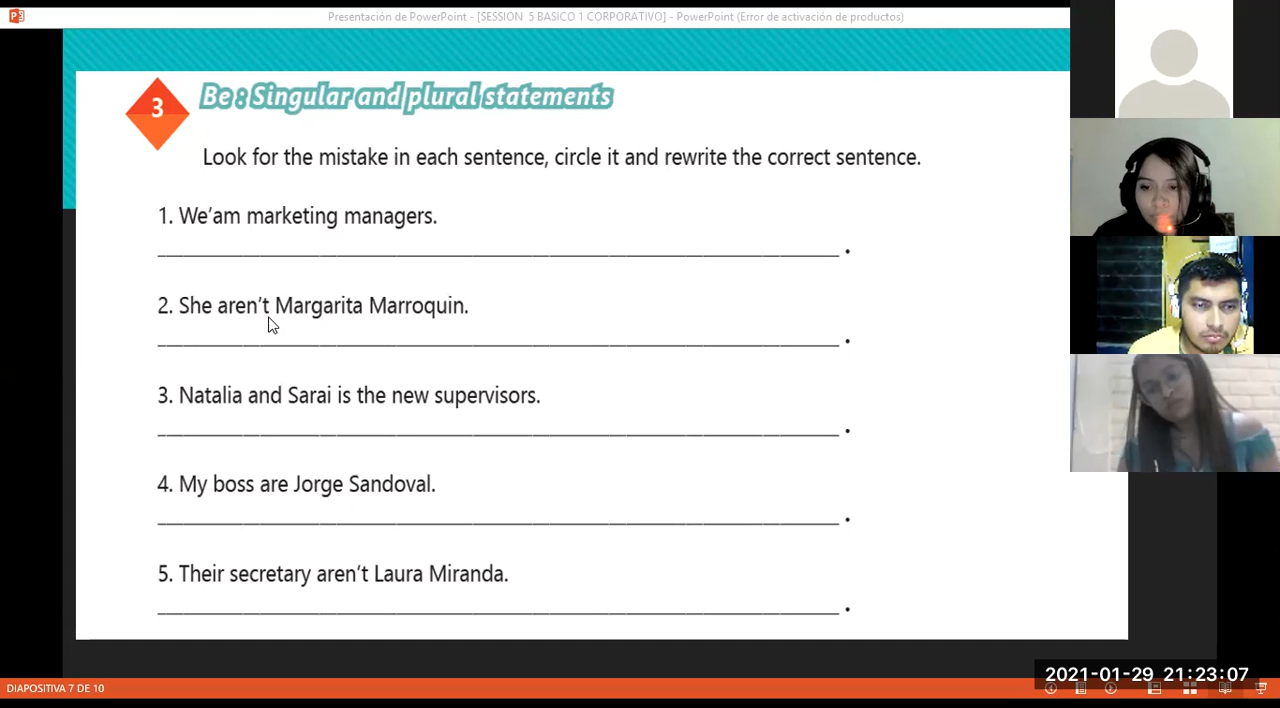 Presentación de PowerPoint - [SESSION 5 BASICO 1 CORPORATIVO] - PowerPoint (Error de activación de productos)
3
Be : Singular and plural statements
Look for the mistake in each sentence, circle it and rewrite the correct sentence.
1. We'am marketing managers.
2. She aren't Margarita Marroquin.
3. Natalia and Sarai is the new supervisors.
4. My boss are Jorge Sandoval.
5. Their secretary aren't Laura Miranda.
2021-01-29 21:23:07
DIAPOSITIVA 7 DE 10